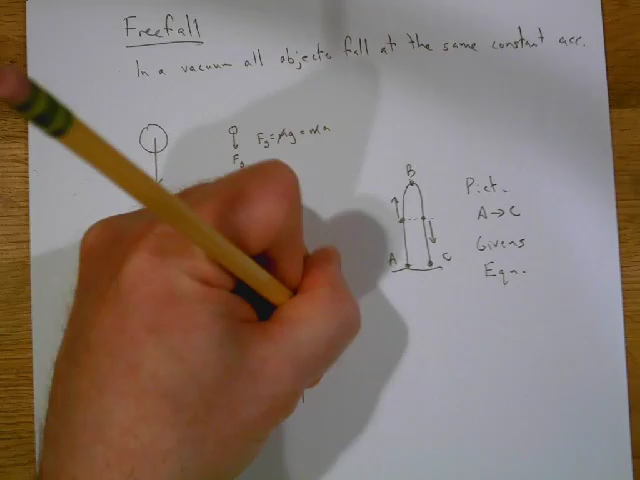 Freefall
In a vacuum all objects fall at the same constant acc.
Fg = mg = ma
Fg
B
A
C
Pict.
A → C
Givens
Eqn.